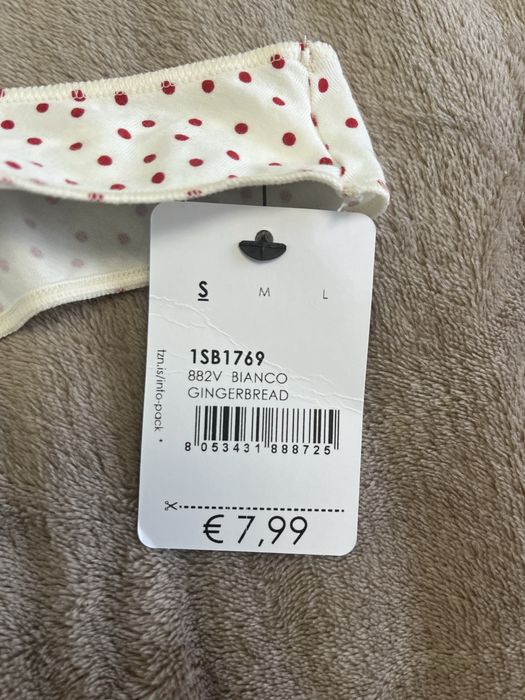 S M L
1SB1769
882V BIANCO
GINGERBREAD
8 053431 888725
€ 7,99
tzn.is/info-pack *